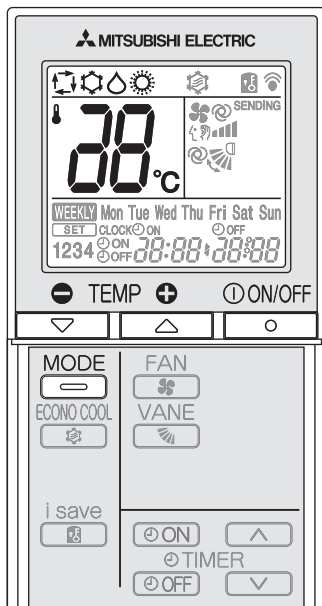 MITSUBISHI ELECTRIC
SENDING
88°C
WEEKLY Mon Tue Wed Thu Fri Sat Sun
SET CLOCK ON OFF
1234 ON OFF 88:88 88:88
TEMP ON/OFF
MODE FAN
ECONO COOL VANE
i save
ON
TIMER
OFF